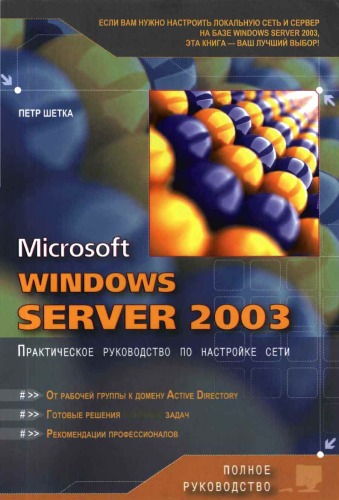 ЕСЛИ ВАМ НУЖНО НАСТРОИТЬ ЛОКАЛЬНУЮ СЕТЬ И СЕРВЕР
НА БАЗЕ WINDOWS SERVER 2003,
ЭТА КНИГА — ВАШ ЛУЧШИЙ ВЫБОР!
ПЕТР ШЕТКА
Microsoft
WINDOWS
SERVER 2003
ПРАКТИЧЕСКОЕ РУКОВОДСТВО ПО НАСТРОЙКЕ СЕТИ
#>> ОТ РАБОЧЕЙ ГРУППЫ К ДОМЕНУ ACTIVE DIRECTORY
#>> ГОТОВЫЕ РЕШЕНИЯ ЗАДАЧ
#>> РЕКОМЕНДАЦИИ ПРОФЕССИОНАЛОВ
ПОЛНОЕ
РУКОВОДСТВО